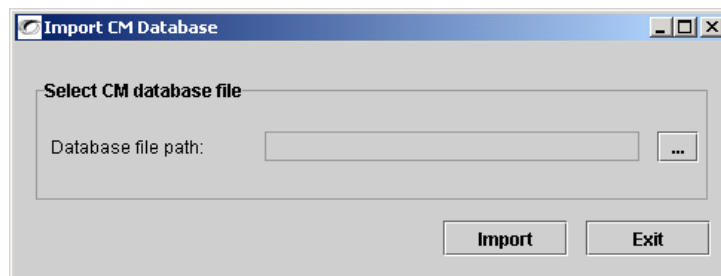 Import CM Database
Select CM database file
Database file path:
...
Import
Exit